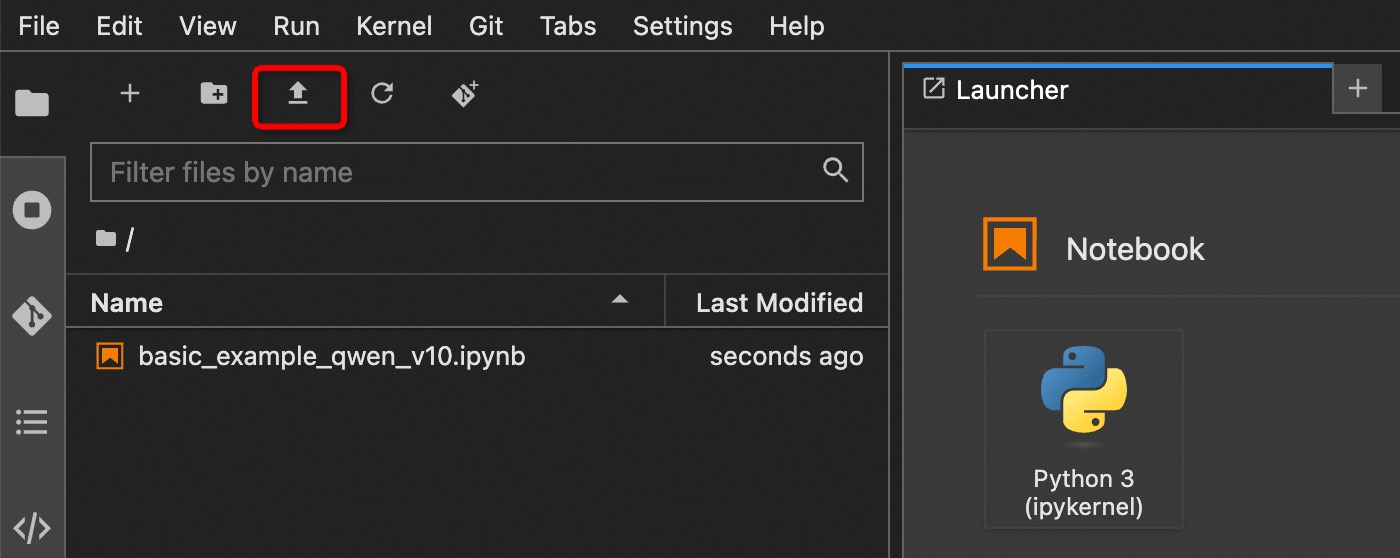 File Edit View Run Kernel Git Tabs Settings Help
Launcher
Filter files by name
/
Notebook
Name Last Modified
basic_example_qwen_v10.ipynb seconds ago
Python 3
(ipykernel)